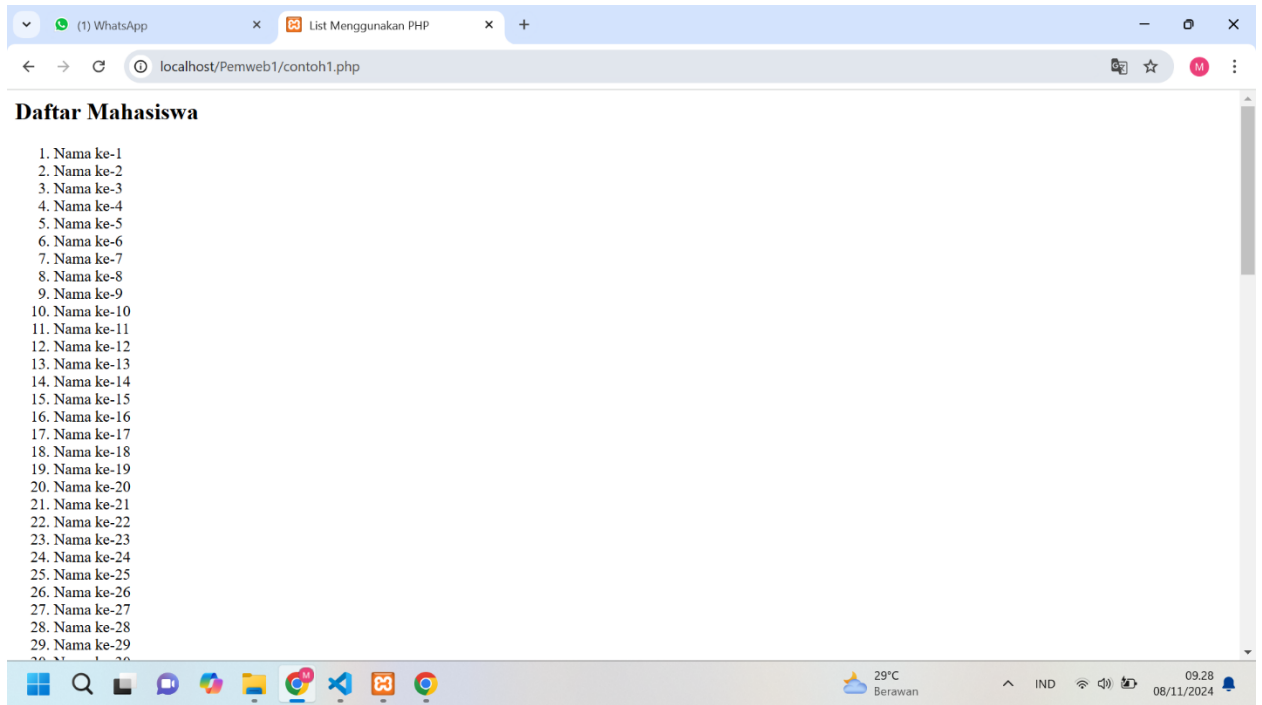 (1) WhatsApp
List Menggunakan PHP
localhost/Pemweb1/contoh1.php
M
Daftar Mahasiswa
1. Nama ke-1
2. Nama ke-2
3. Nama ke-3
4. Nama ke-4
5. Nama ke-5
6. Nama ke-6
7. Nama ke-7
8. Nama ke-8
9. Nama ke-9
10. Nama ke-10
11. Nama ke-11
12. Nama ke-12
13. Nama ke-13
14. Nama ke-14
15. Nama ke-15
16. Nama ke-16
17. Nama ke-17
18. Nama ke-18
19. Nama ke-19
20. Nama ke-20
21. Nama ke-21
22. Nama ke-22
23. Nama ke-23
24. Nama ke-24
25. Nama ke-25
26. Nama ke-26
27. Nama ke-27
28. Nama ke-28
29. Nama ke-29
29°C
Berawan
IND
09.28
08/11/2024